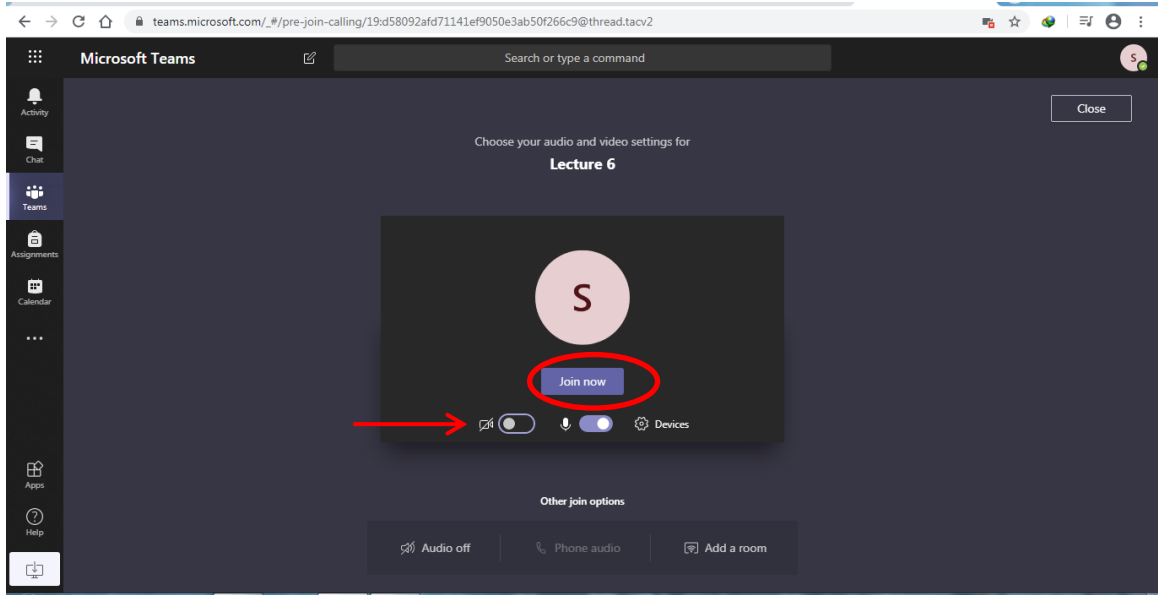 teams.microsoft.com/_#/pre-join-calling/19:d58092afd71141ef9050e3ab50f266c9@thread.tacv2
Microsoft Teams
Search or type a command
S
Activity
Close
Chat
Choose your audio and video settings for
Lecture 6
Teams
Assignments
S
Calendar
Join now
Devices
Apps
Other join options
Help
Audio off
Phone audio
Add a room